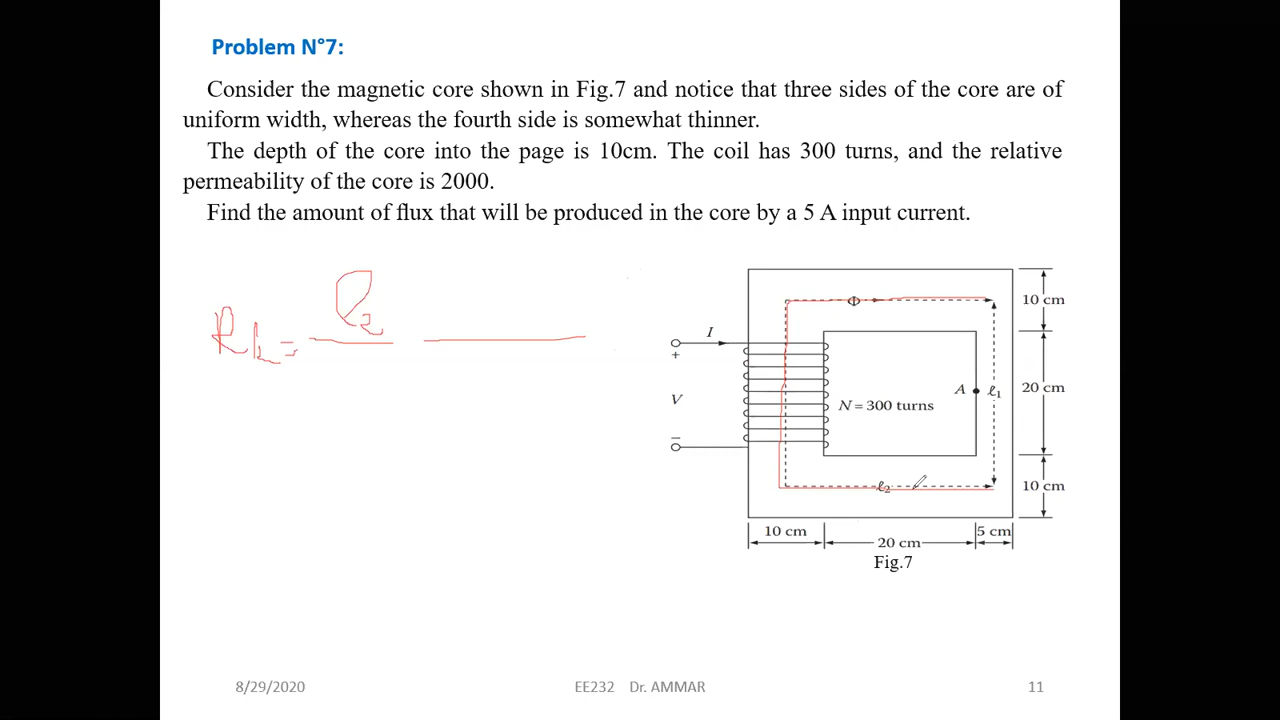 Problem N°7:
Consider the magnetic core shown in Fig.7 and notice that three sides of the core are of
uniform width, whereas the fourth side is somewhat thinner.
The depth of the core into the page is 10cm. The coil has 300 turns, and the relative
permeability of the core is 2000.
Find the amount of flux that will be produced in the core by a 5 A input current.
ℓ2
=
Φ
10 cm
I
+
V
−
N = 300 turns
A
ℓ1
20 cm
ℓ2
10 cm
10 cm
20 cm
5 cm
Fig.7
8/29/2020
EE232 Dr. AMMAR
11